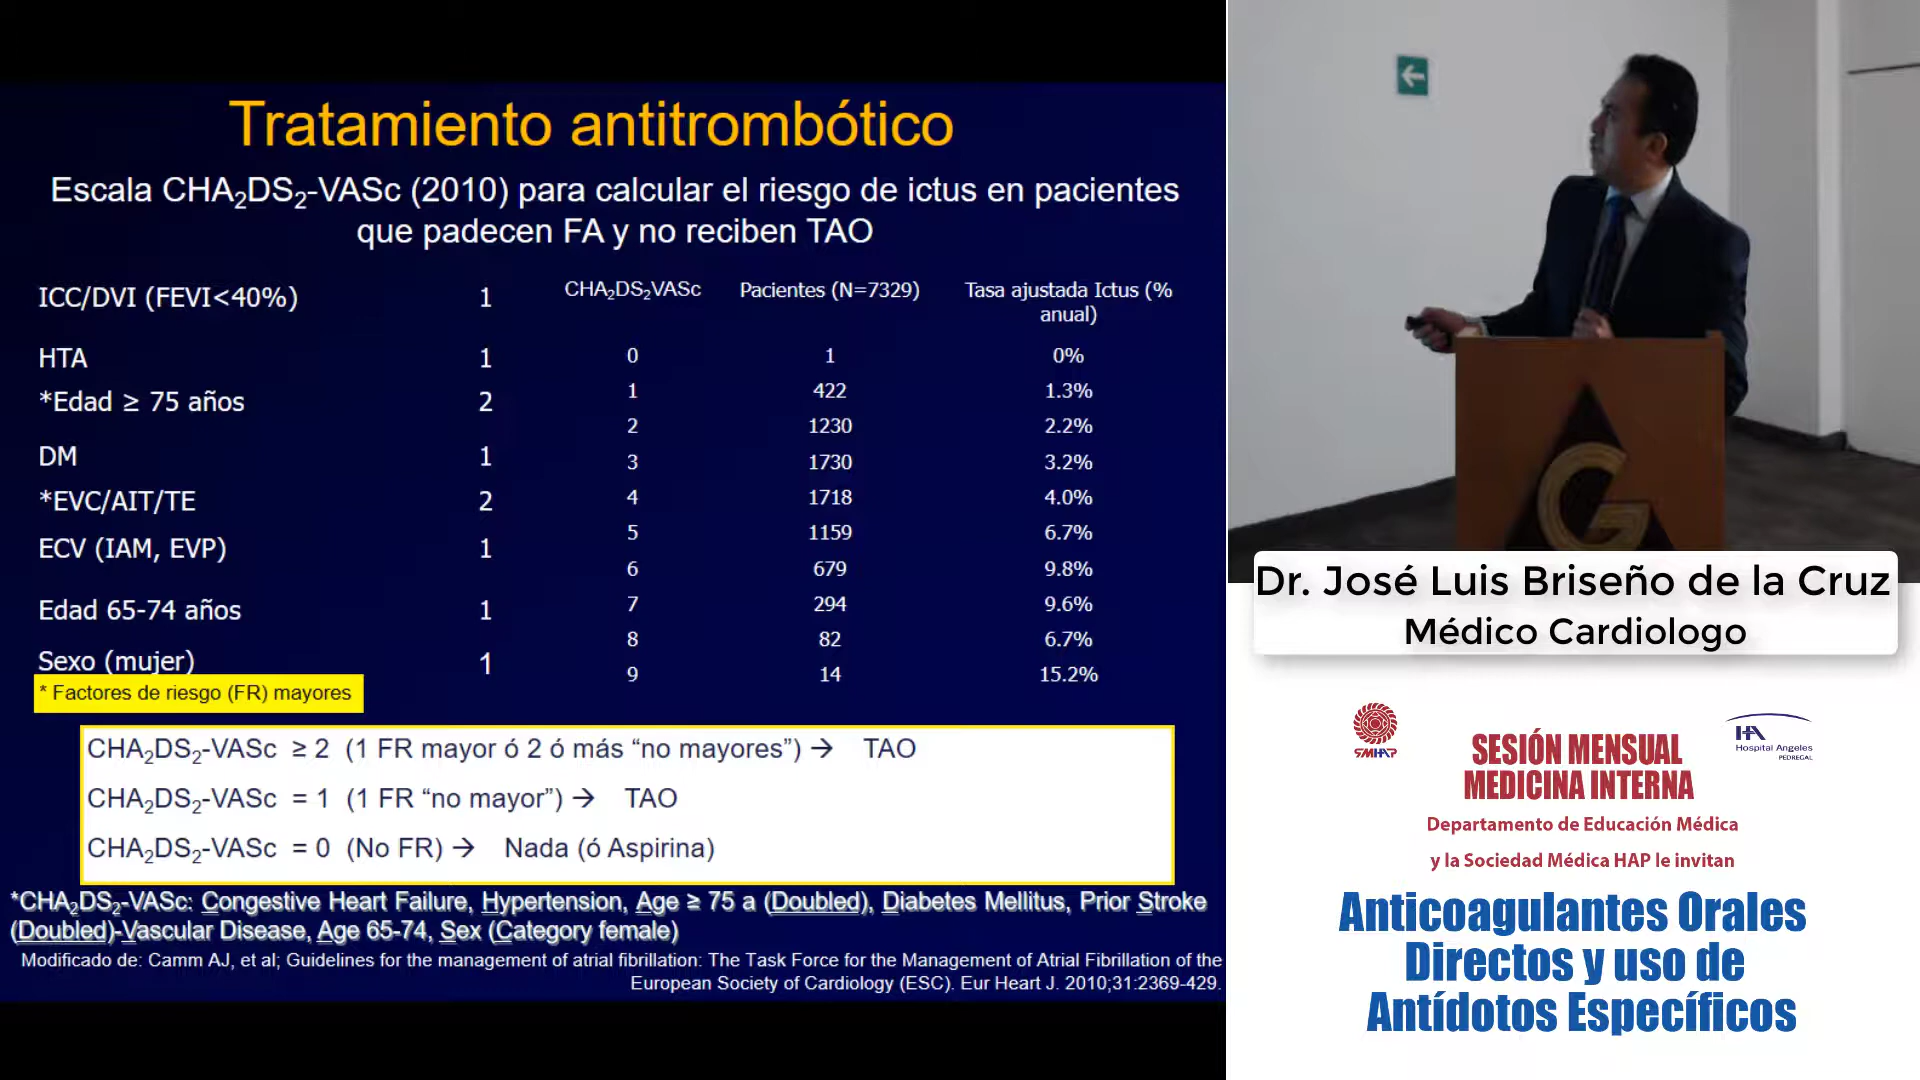 Tratamiento antitrombótico
Escala CHA₂DS₂-VASc (2010) para calcular el riesgo de ictus en pacientes
que padecen FA y no reciben TAO
ICC/DVI (FEVI<40%) 1
HTA 1
*Edad ≥ 75 años 2
DM 1
*EVC/AIT/TE 2
ECV (IAM, EVP) 1
Edad 65-74 años 1
Sexo (mujer) 1
* Factores de riesgo (FR) mayores
CHA₂DS₂VASc Pacientes (N=7329) Tasa ajustada Ictus (%
anual)
0 1 0%
1 422 1.3%
2 1230 2.2%
3 1730 3.2%
4 1718 4.0%
5 1159 6.7%
6 679 9.8%
7 294 9.6%
8 82 6.7%
9 14 15.2%
CHA₂DS₂-VASc ≥ 2 (1 FR mayor ó 2 ó más “no mayores”) → TAO
CHA₂DS₂-VASc = 1 (1 FR “no mayor”) → TAO
CHA₂DS₂-VASc = 0 (No FR) → Nada (ó Aspirina)
*CHA₂DS₂-VASc: Congestive Heart Failure, Hypertension, Age ≥ 75 a (Doubled), Diabetes Mellitus, Prior Stroke
(Doubled)-Vascular Disease, Age 65-74, Sex (Category female)
Modificado de: Camm AJ, et al; Guidelines for the management of atrial fibrillation: The Task Force for the Management of Atrial Fibrillation of the
European Society of Cardiology (ESC). Eur Heart J. 2010;31:2369-429.
G
Dr. José Luis Briseño de la Cruz
Médico Cardiologo
SMHAP
HA
Hospital Angeles
PEDREGAL
SESIÓN MENSUAL
MEDICINA INTERNA
Departamento de Educación Médica
y la Sociedad Médica HAP le invitan
Anticoagulantes Orales
Directos y uso de
Antídotos Específicos